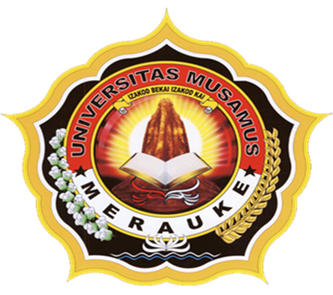 UNIVERSITAS MUSAMUS
IZAKOD BEKAI IZAKOD KAI
MERAUKE